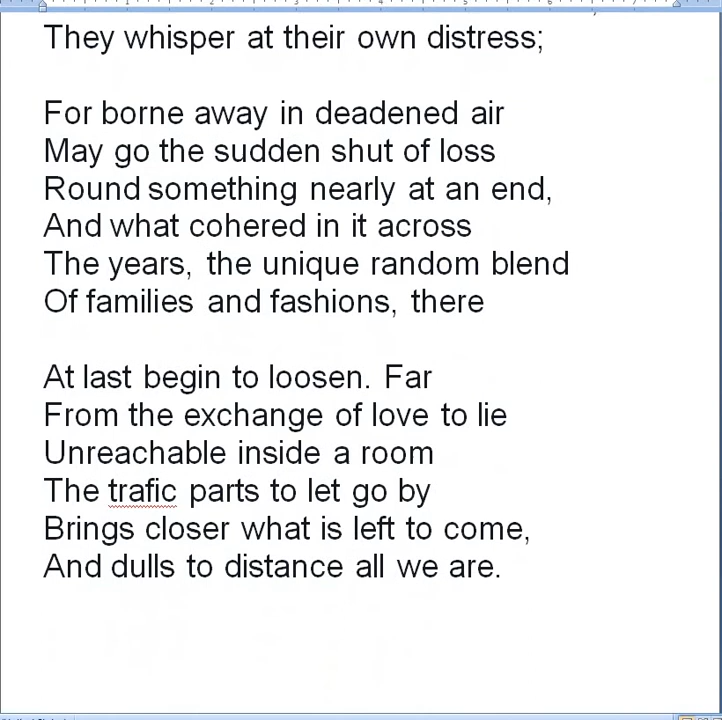 They whisper at their own distress;
For borne away in deadened air
May go the sudden shut of loss
Round something nearly at an end,
And what cohered in it across
The years, the unique random blend
Of families and fashions, there
At last begin to loosen. Far
From the exchange of love to lie
Unreachable inside a room
The trafic parts to let go by
Brings closer what is left to come,
And dulls to distance all we are.